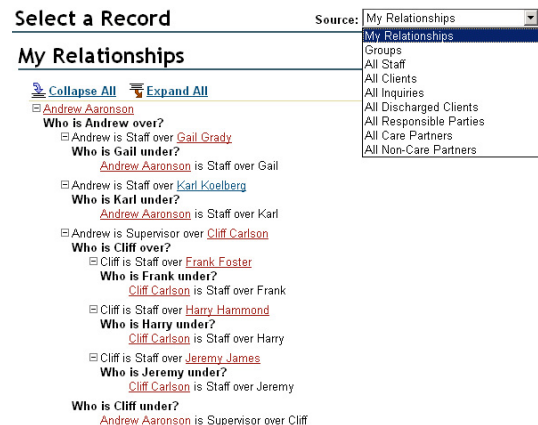 Select a Record
Source: My Relationships
My Relationships
Groups
All Staff
All Clients
All Inquiries
All Discharged Clients
All Responsible Parties
All Care Partners
All Non-Care Partners
My Relationships
Collapse All Expand All
Andrew Aaronson
Who is Andrew over?
Andrew is Staff over Gail Grady
Who is Gail under?
Andrew Aaronson is Staff over Gail
Andrew is Staff over Karl Koelberg
Who is Karl under?
Andrew Aaronson is Staff over Karl
Andrew is Supervisor over Cliff Carlson
Who is Cliff over?
Cliff is Staff over Frank Foster
Who is Frank under?
Cliff Carlson is Staff over Frank
Cliff is Staff over Harry Hammond
Who is Harry under?
Cliff Carlson is Staff over Harry
Cliff is Staff over Jeremy James
Who is Jeremy under?
Cliff Carlson is Staff over Jeremy
Who is Cliff under?
Andrew Aaronson is Supervisor over Cliff